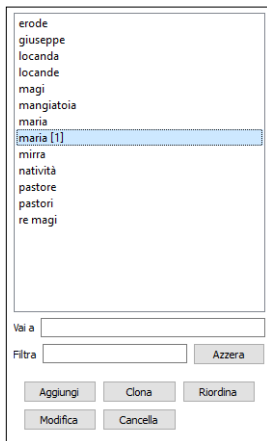 erode
giuseppe
locanda
locande
magi
mangiatoia
maria
maria [1]
mirra
natività
pastore
pastori
re magi
Vai a
Filtra Azzera
Aggiungi Clona Riordina
Modifica Cancella